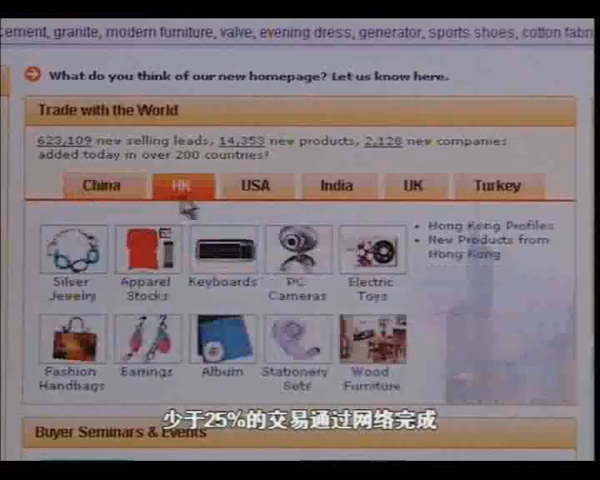 cement, granite, modern furniture, valve, evening dress, generator, sports shoes, cotton fabri
What do you think of our new homepage? Let us know here.
Trade with the World
623,109 new selling leads, 14,353 new products, 2,128 new companies
added today in over 200 countries!
China HK USA India UK Turkey
Silver Jewelry
Apparel Stocks
Keyboards
PC Cameras
Electric Toys
• Hong Kong Profiles
• New Products from
Hong Kong
Fashion Handbags
Earrings
Album
Stationery Sets
Wood Furniture
少于25%的交易通过网络完成
Buyer Seminars & Events